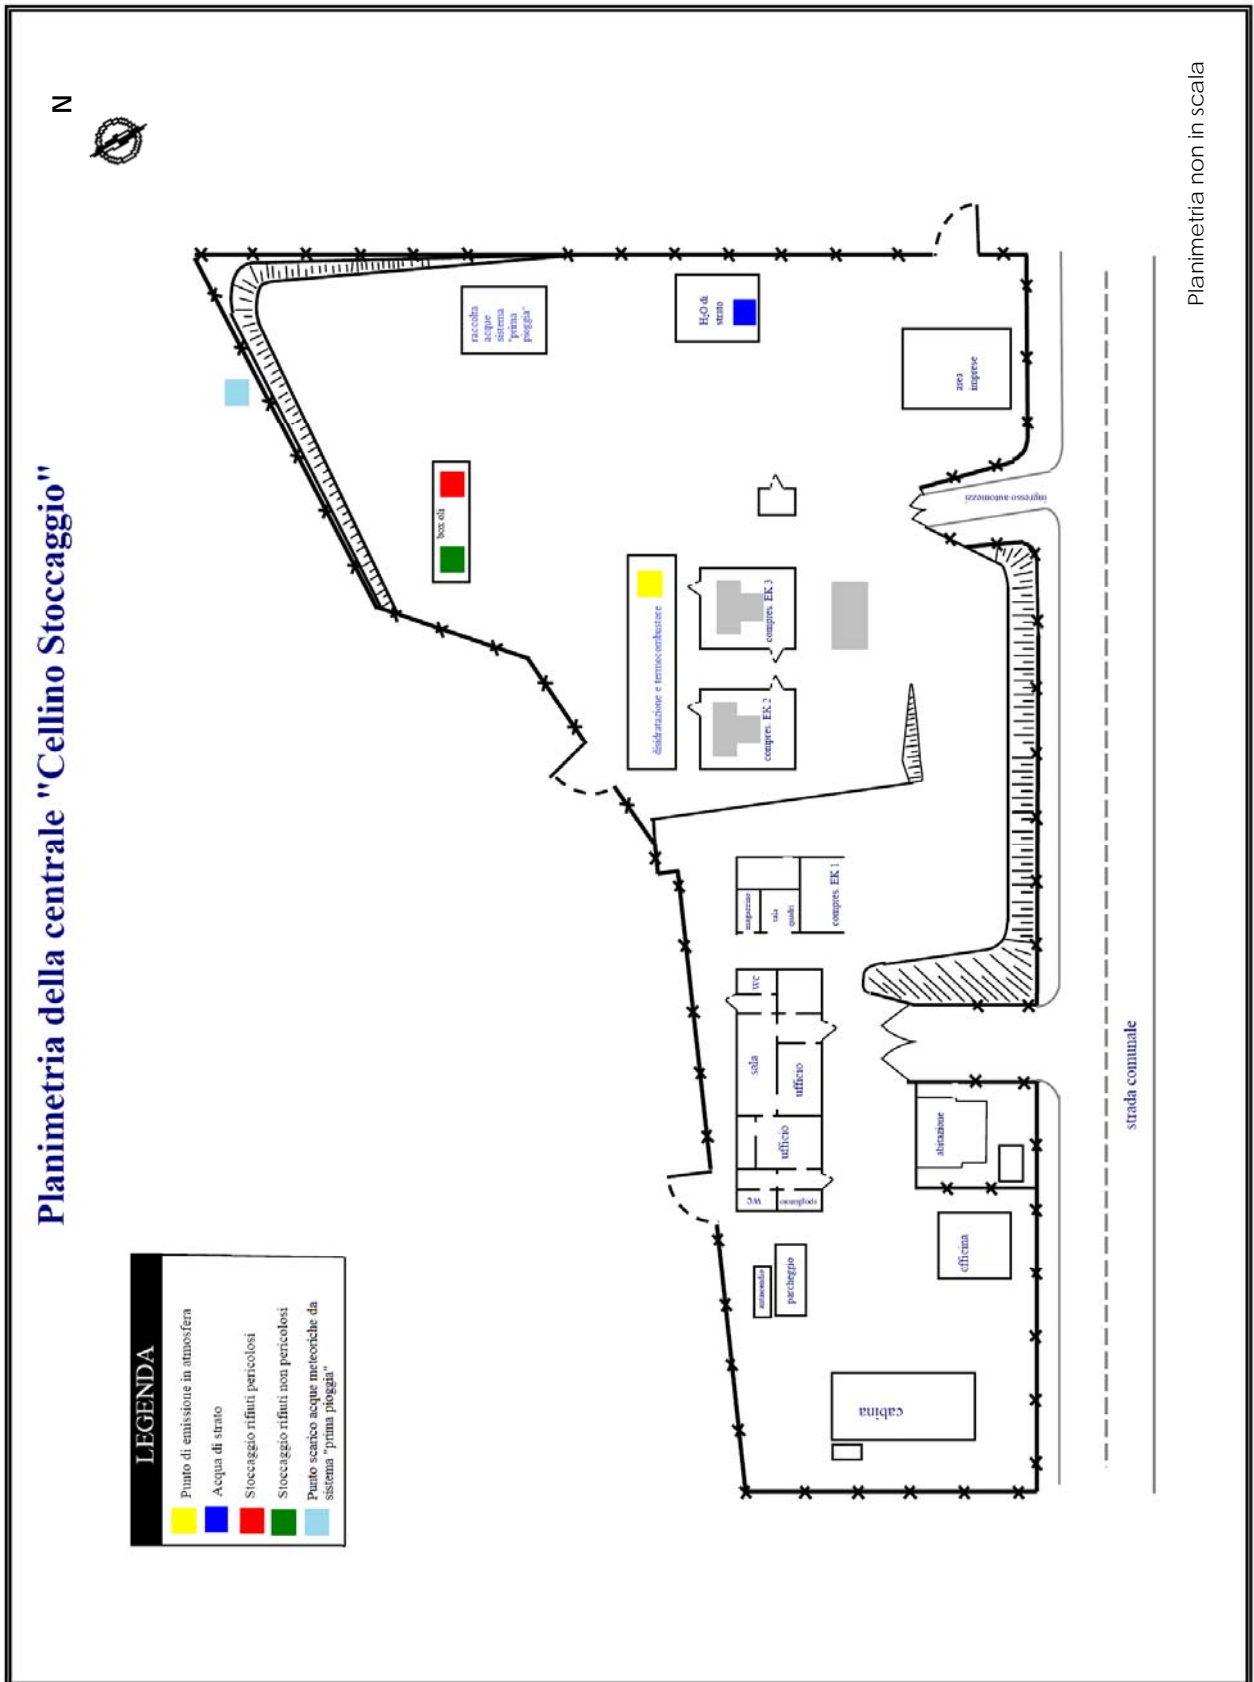 Planimetria della centrale "Cellino Stoccaggio"
N
LEGENDA
Punto di emissione in atmosfera
Acqua di strato
Stoccaggio rifiuti pericolosi
Stoccaggio rifiuti non pericolosi
Punto scarico acque meteoriche da
sistema "prima pioggia"
raccolta
acque
sistema
"prima
pioggia"
H2O di
strato
area
imprese
box oli
ingresso automezzi
disidratazione e termocombustore
compres. EK 3
compres. EK 2
magazzino
sala
quadri
compres. EK 1
wc
sala
ufficio
ufficio
wc
spogliatoio
abitazione
officina
antincendio
parcheggio
cabina
strada comunale
Planimetria non in scala